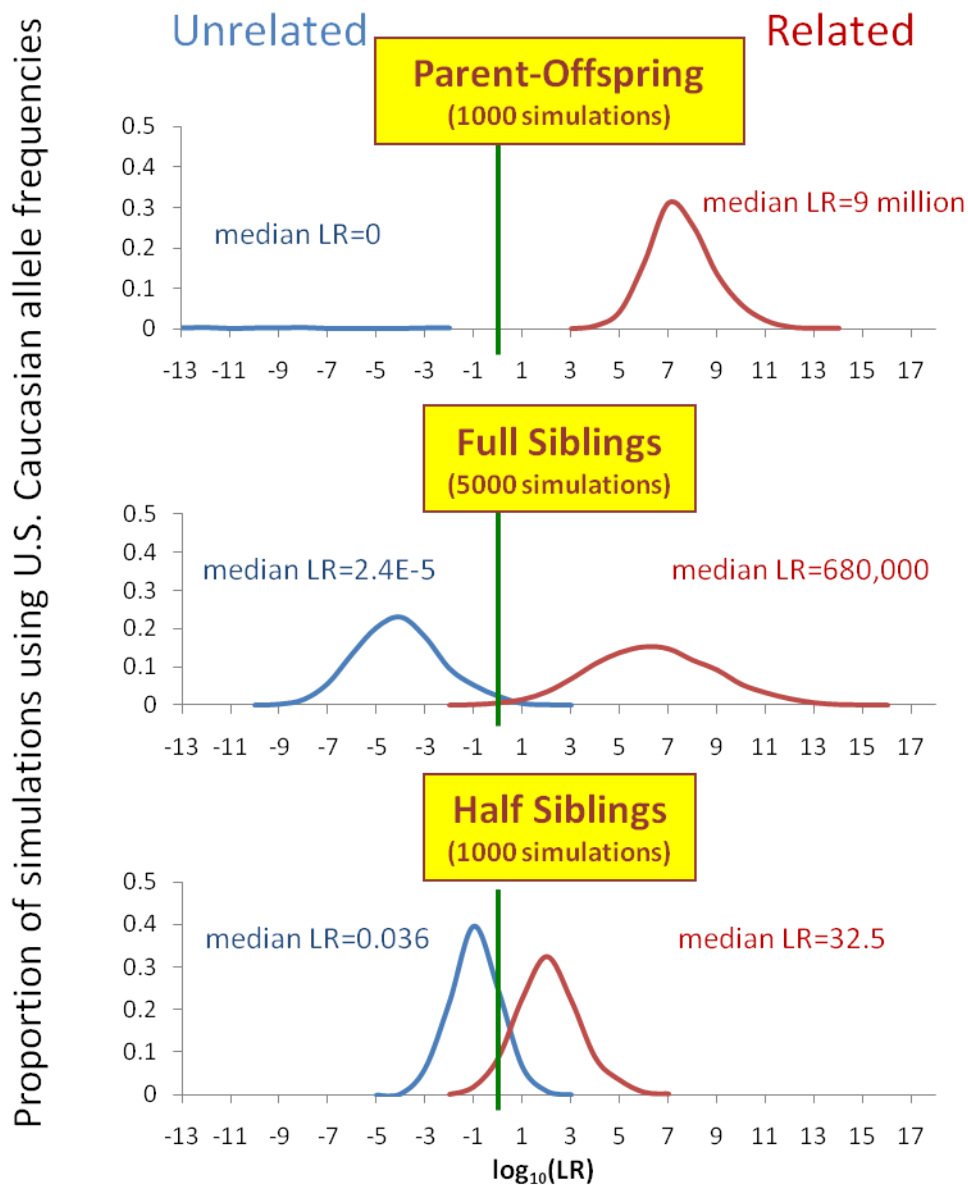 Proportion of simulations using U.S. Caucasian allele frequencies
Unrelated
Related
Parent-Offspring
(1000 simulations)
0.5
0.4
0.3
0.2
0.1
0
median LR=0
median LR=9 million
-13 -11 -9 -7 -5 -3 -1 1 3 5 7 9 11 13 15 17
Full Siblings
(5000 simulations)
0.5
0.4
0.3
0.2
0.1
0
median LR=2.4E-5
median LR=680,000
-13 -11 -9 -7 -5 -3 -1 1 3 5 7 9 11 13 15 17
Half Siblings
(1000 simulations)
0.5
0.4
0.3
0.2
0.1
0
median LR=0.036
median LR=32.5
-13 -11 -9 -7 -5 -3 -1 1 3 5 7 9 11 13 15 17
log₁₀(LR)